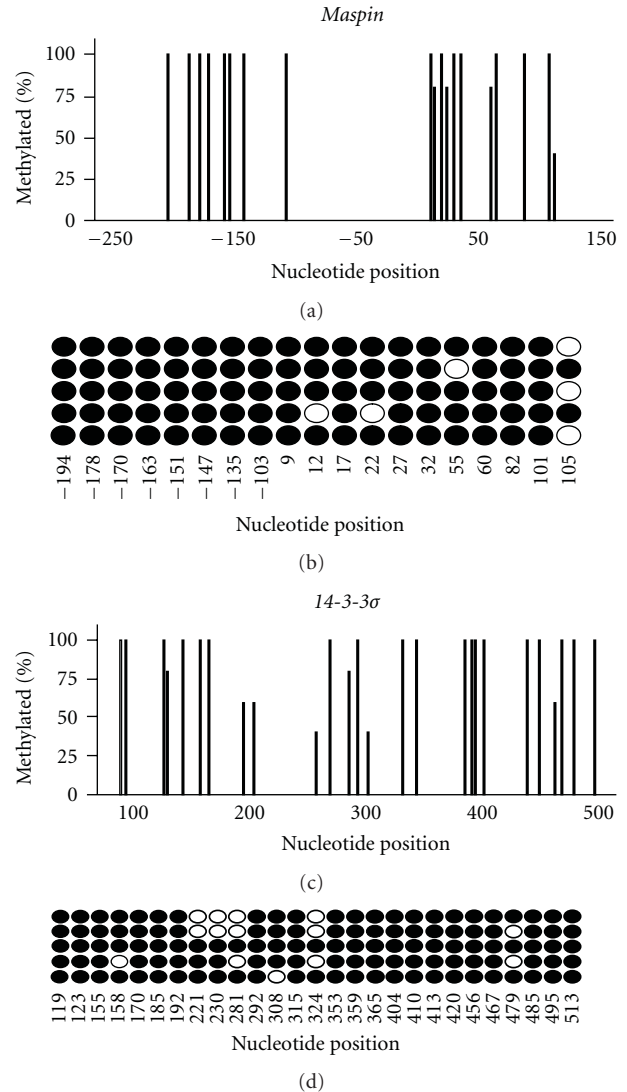 Maspin
100
75
50
25
0
Methylated (%)
−250 −150 −50 50 150
Nucleotide position
(a)
−194 −178 −170 −163 −151 −147 −135 −103 9 12 17 22 27 32 55 60 82 101 105
Nucleotide position
(b)
14-3-3σ
100
75
50
25
0
Methylated (%)
100 200 300 400 500
Nucleotide position
(c)
119 123 155 158 170 185 192 221 230 281 292 308 315 324 353 359 365 404 410 413 420 456 467 479 485 495 513
Nucleotide position
(d)